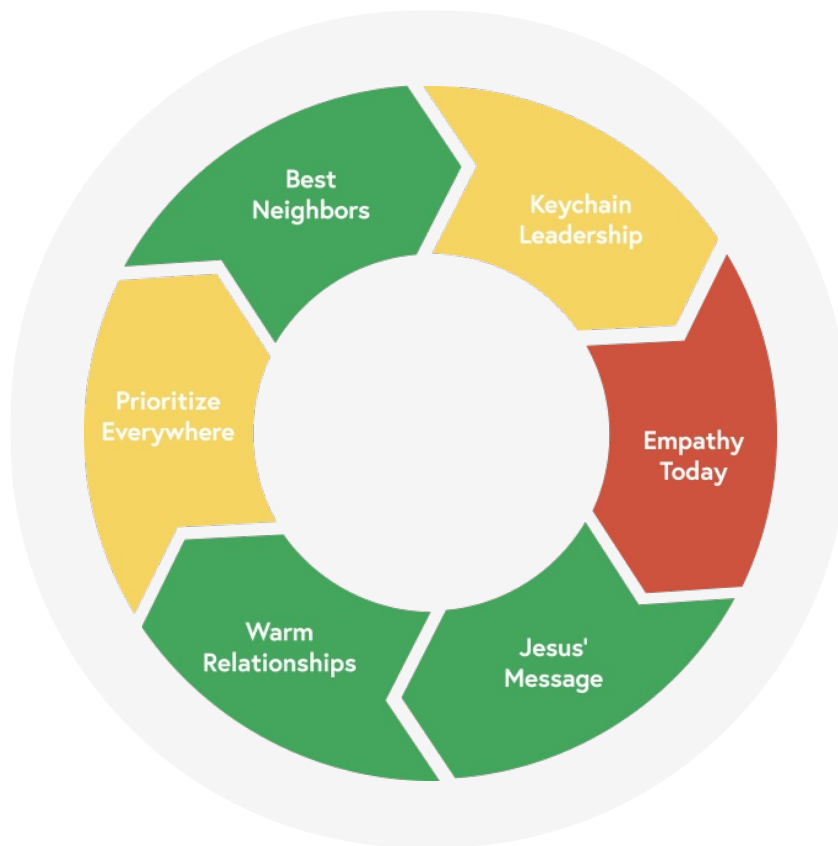 Best
Neighbors
Keychain
Leadership
Empathy
Today
Jesus'
Message
Warm
Relationships
Prioritize
Everywhere